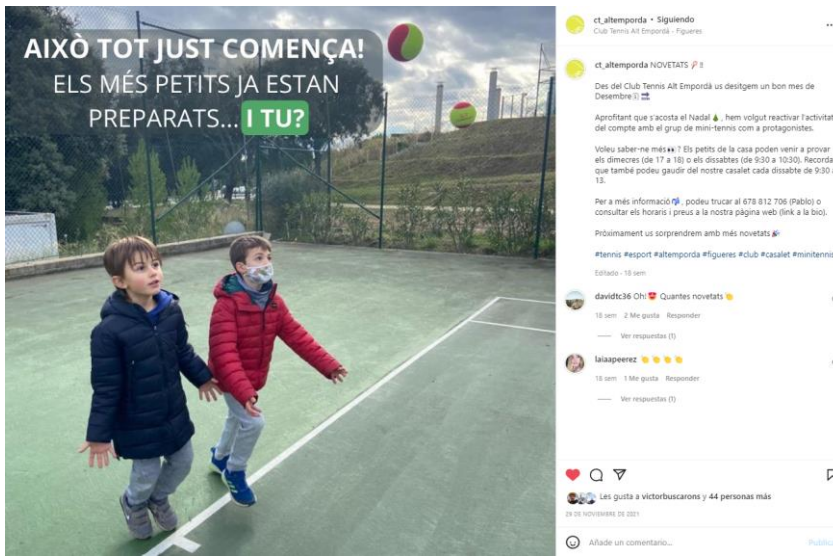 AIXÒ TOT JUST COMENÇA!
ELS MÉS PETITS JA ESTAN
PREPARATS... I TU?
ct_altemporda • Siguiendo
Club Tennis Alt Empordà - Figueres
ct_altemporda NOVETATS
Des del Club Tennis Alt Empordà us desitgem un bon mes de
Desembre
Aprofitant que s'acosta el Nadal, hem volgut reactivar l'activitat
del compte amb el grup de mini-tennis com a protagonistes.
Voleu saber-ne més? Els petits de la casa poden venir a provar
els dimecres (de 17 a 18) o els dissabtes (de 9:30 a 10:30). Recorda
que també podeu gaudir del nostre casalet cada dissabte de 9:30 a
13.
Per a més informació, podeu trucar al 678 812 706 (Pablo) o
consultar els horaris i preus a la nostra pàgina web (link a la bio).
Pròximament us sorprendrem amb més novetats
#tennis #esport #altemporda #figueres #club #casalet #minitennis
Editado · 18 sem
davidtc36 Oh! 😍 Quantes novetats 👏
18 sem 2 Me gusta Responder
Ver respuestas (1)
laiaapeerez 👏👏👏👏
18 sem 1 Me gusta Responder
Ver respuestas (1)
Les gusta a victorbuscarons y 44 personas más
29 DE NOVIEMBRE DE 2021
Añade un comentario...